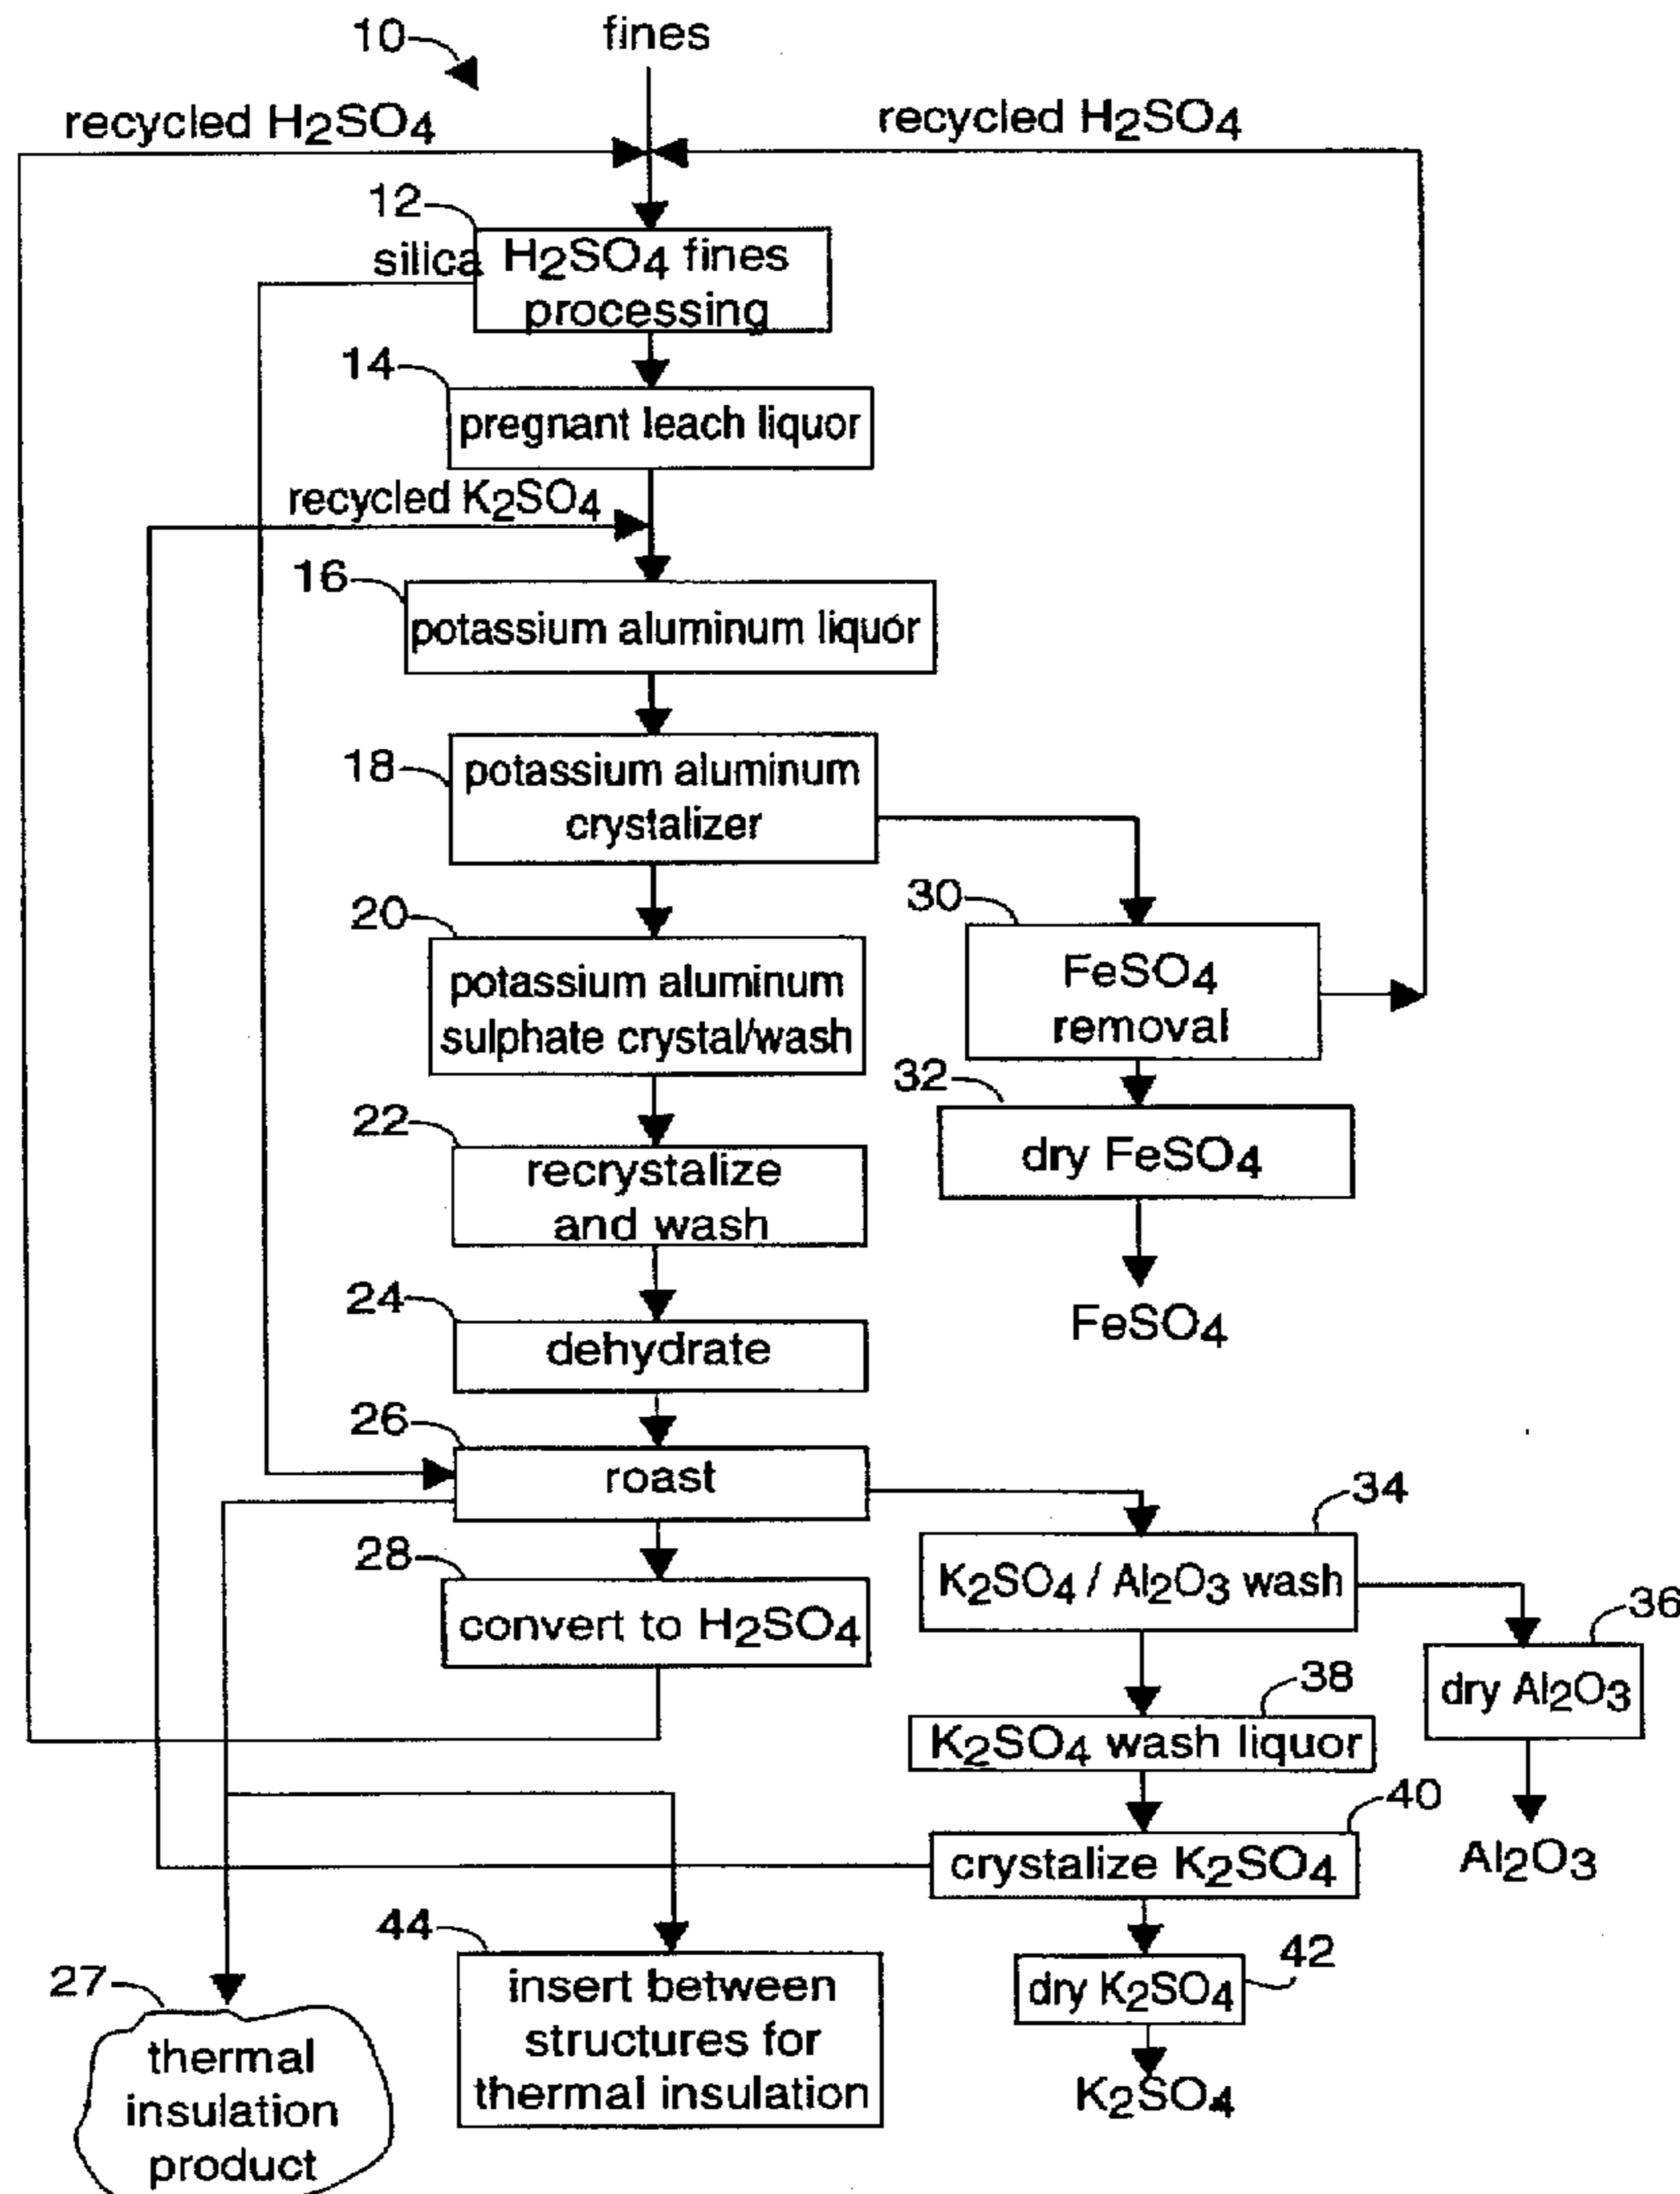 10
fines
recycled H2SO4
recycled H2SO4
12
silica
H2SO4 fines
processing
14
pregnant leach liquor
recycled K2SO4
16
potassium aluminum liquor
18
potassium aluminum
crystalizer
20
potassium aluminum
sulphate crystal/wash
30
FeSO4
removal
32
dry FeSO4
FeSO4
22
recrystalize
and wash
24
dehydrate
26
roast
28
convert to H2SO4
34
K2SO4 / Al2O3 wash
36
dry Al2O3
Al2O3
38
K2SO4 wash liquor
40
crystalize K2SO4
42
dry K2SO4
K2SO4
44
insert between
structures for
thermal insulation
27
thermal
insulation
product